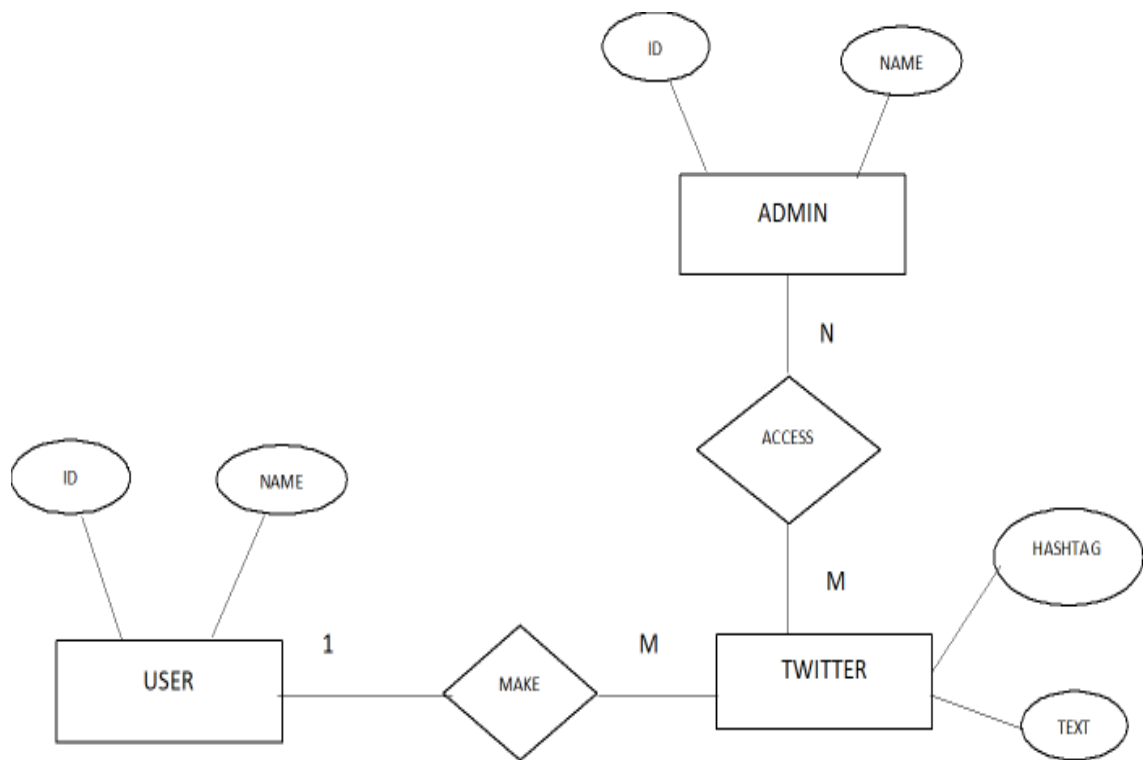 ID
NAME
ADMIN
N
ACCESS
ID
NAME
HASHTAG
M
1
M
USER
MAKE
TWITTER
TEXT